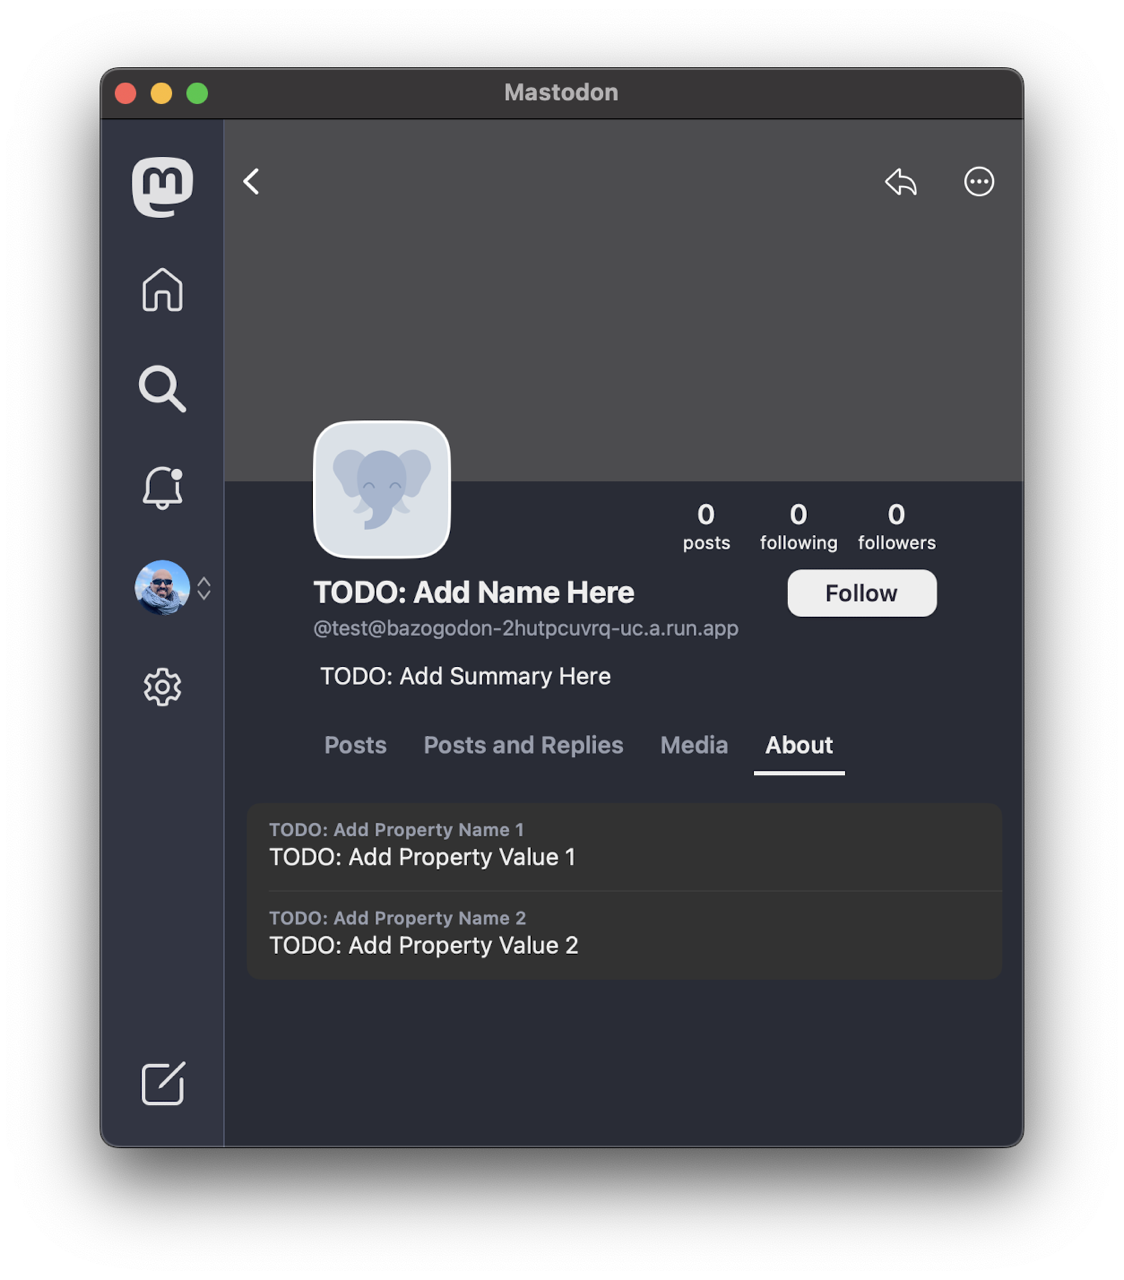 Mastodon
0 0 0
posts following followers
TODO: Add Name Here
Follow
@test@bazogodon-2hutpcuvrq-uc.a.run.app
TODO: Add Summary Here
Posts Posts and Replies Media About
TODO: Add Property Name 1
TODO: Add Property Value 1
TODO: Add Property Name 2
TODO: Add Property Value 2